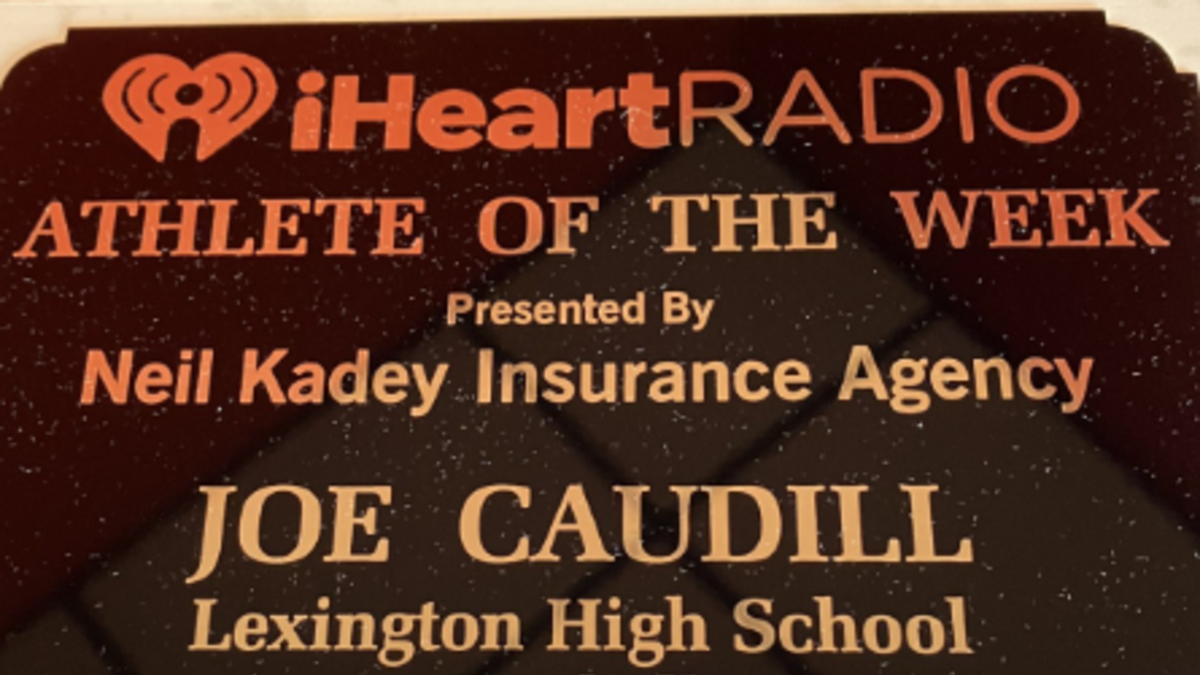 iHeartRADIO
ATHLETE OF THE WEEK
Presented By
Neil Kadey Insurance Agency
JOE CAUDILL
Lexington High School